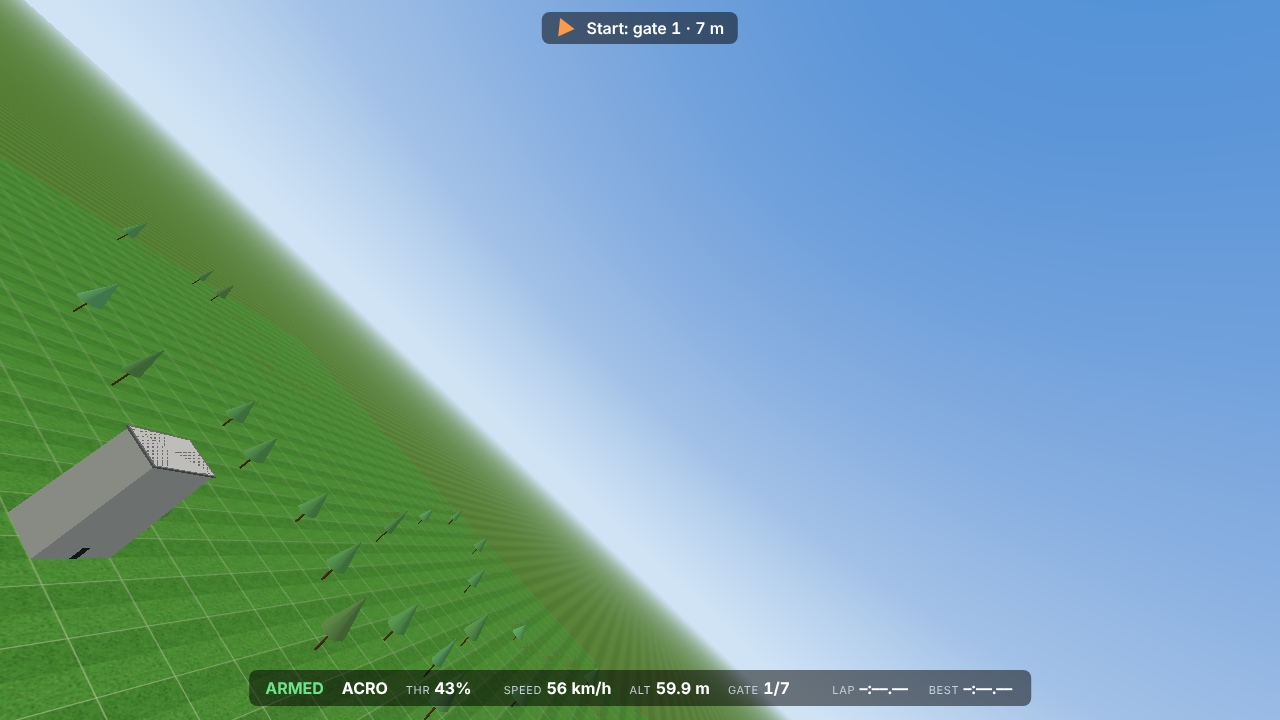 Start: gate 1 · 7 m
ARMED ACRO THR 43% SPEED 56 km/h ALT 59.9 m GATE 1/7 LAP –:––.–– BEST –:––.––